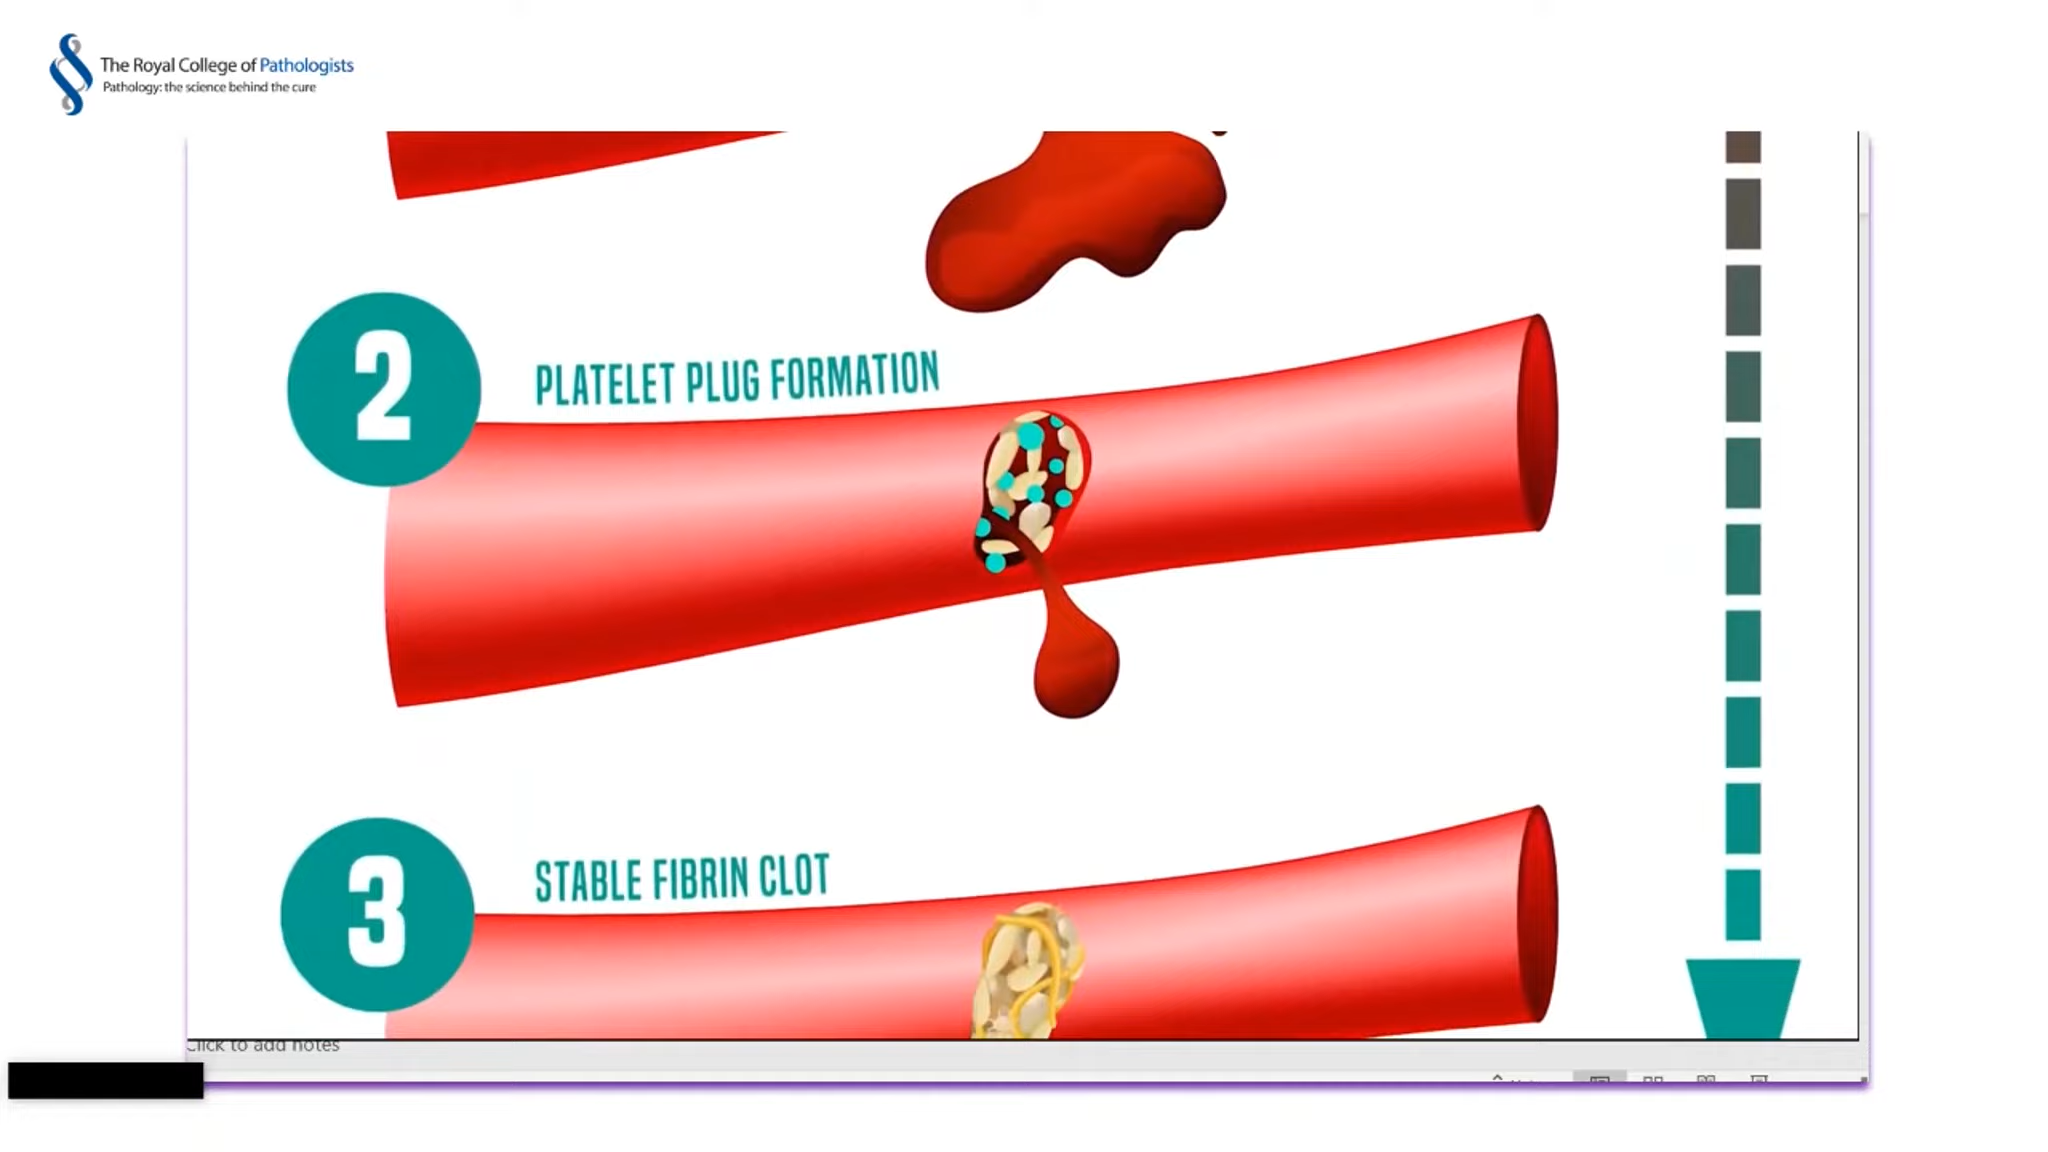 The Royal College of Pathologists
Pathology: the science behind the cure
2
PLATELET PLUG FORMATION
3
STABLE FIBRIN CLOT
Click to add notes